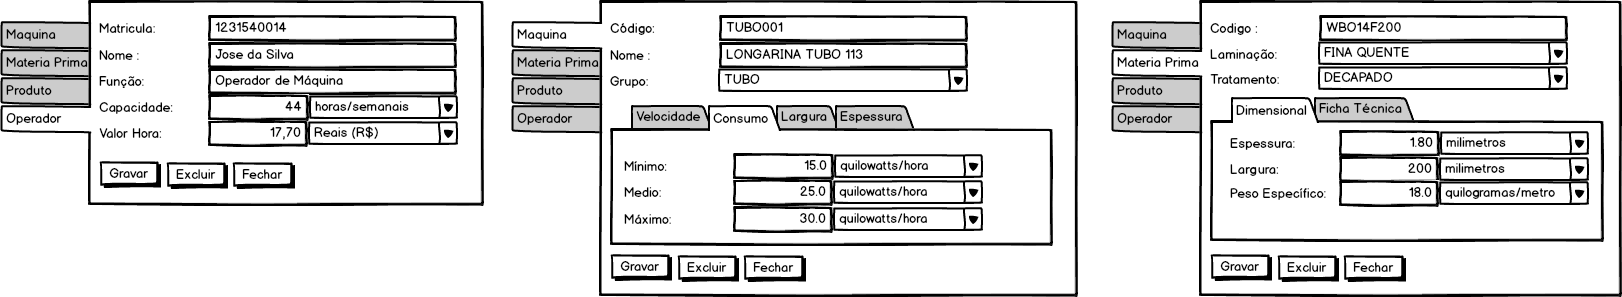 Maquina
Materia Prima
Produto
Operador
Matricula: 1231540014
Nome : Jose da Silva
Função: Operador de Máquina
Capacidade: 44 horas/semanais
Valor Hora: 17,70 Reais (R$)
Gravar Excluir Fechar
Maquina
Materia Prima
Produto
Operador
Código: TUBO001
Nome : LONGARINA TUBO 113
Grupo: TUBO
Velocidade Consumo Largura Espessura
Mínimo: 15.0 quilowatts/hora
Medio: 25.0 quilowatts/hora
Máximo: 30.0 quilowatts/hora
Gravar Excluir Fechar
Maquina
Materia Prima
Produto
Operador
Codigo : WBO14F200
Laminação: FINA QUENTE
Tratamento: DECAPADO
Dimensional Ficha Técnica
Espessura: 1.80 milimetros
Largura: 200 milimetros
Peso Específico: 18.0 quilogramas/metro
Gravar Excluir Fechar